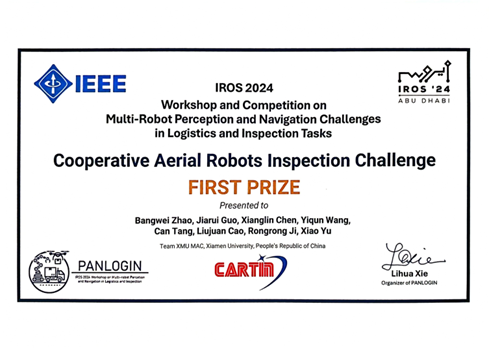 IEEE
IROS 2024
Workshop and Competition on
Multi-Robot Perception and Navigation Challenges
in Logistics and Inspection Tasks
IROS '24
ABU DHABI
Cooperative Aerial Robots Inspection Challenge
FIRST PRIZE
Presented to
Bangwei Zhao, Jiarui Guo, Xianglin Chen, Yiqun Wang,
Can Tang, Liujuan Cao, Rongrong Ji, Xiao Yu
Team XMU MAC, Xiamen University, People's Republic of China
PANLOGIN
IROS 2024 Workshop on Multi-robot Perception
and Navigation in Logistics and Inspection
CARTIN
Lihua Xie
Organizer of PANLOGIN